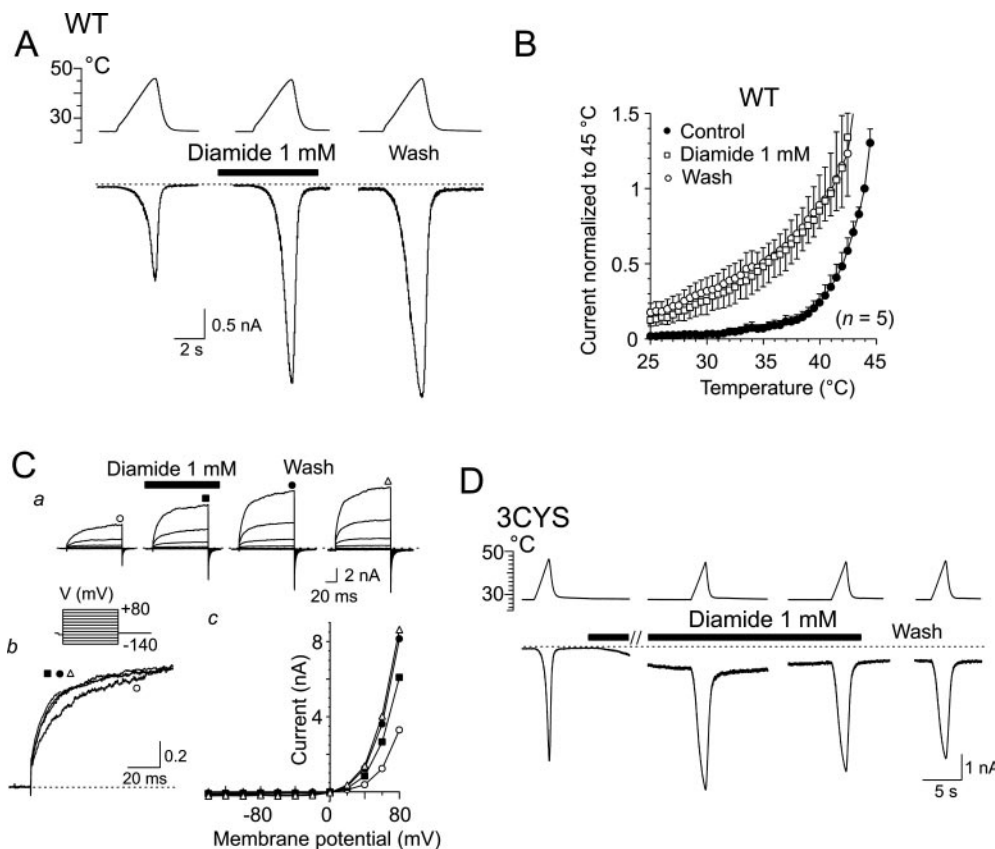 A
WT
50
°C
30
Diamide 1 mM
Wash
0.5 nA
2 s
B
WT
Current normalized to 45 °C
1.5
1
0.5
0
Control
Diamide 1 mM
Wash
(n = 5)
25 30 35 40 45
Temperature (°C)
C
a
Diamide 1 mM
Wash
2 nA
20 ms
V (mV)
+80
-140
b
0.2
20 ms
c
Current (nA)
8
4
-80 0 80
Membrane potential (mV)
D
3CYS
50
°C
30
Diamide 1 mM
//
Wash
1 nA
5 s